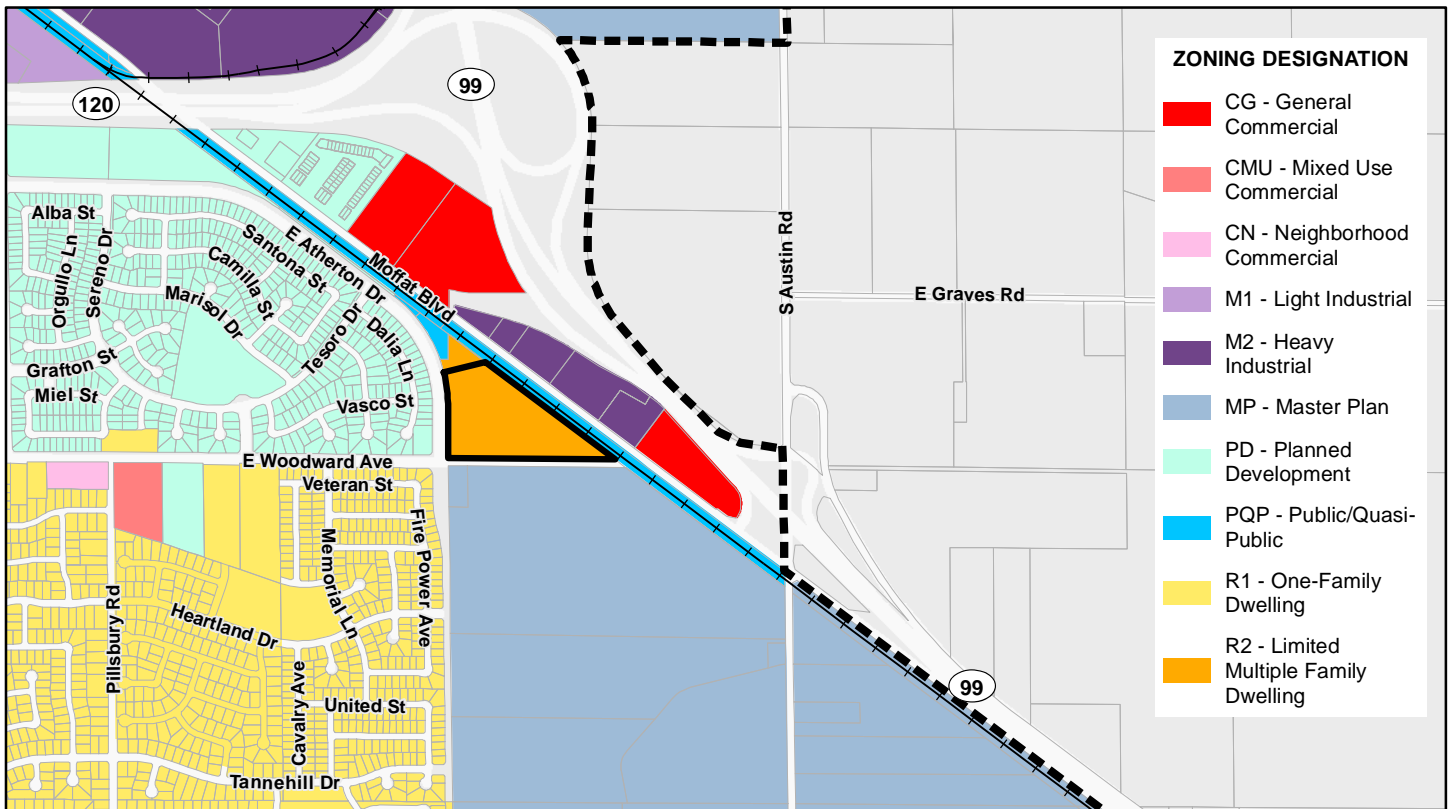 120
99
ZONING DESIGNATION
CG - General
Commercial
CMU - Mixed Use
Commercial
CN - Neighborhood
Commercial
M1 - Light Industrial
M2 - Heavy
Industrial
MP - Master Plan
PD - Planned
Development
PQP - Public/Quasi-
Public
R1 - One-Family
Dwelling
R2 - Limited
Multiple Family
Dwelling
Alba St
Orgullo Ln
Sereno Dr
Santona St
Camilla St
Marisol Dr
E Atherton Dr
Moffat Blvd
Tesoro Dr
Dalia Ln
Grafton St
Miel St
Vasco St
S Austin Rd
E Graves Rd
E Woodward Ave
Veteran St
Fire Power Ave
Memorial Ln
Pillsbury Rd
Heartland Dr
Cavalry Ave
United St
Tannehill Dr
99